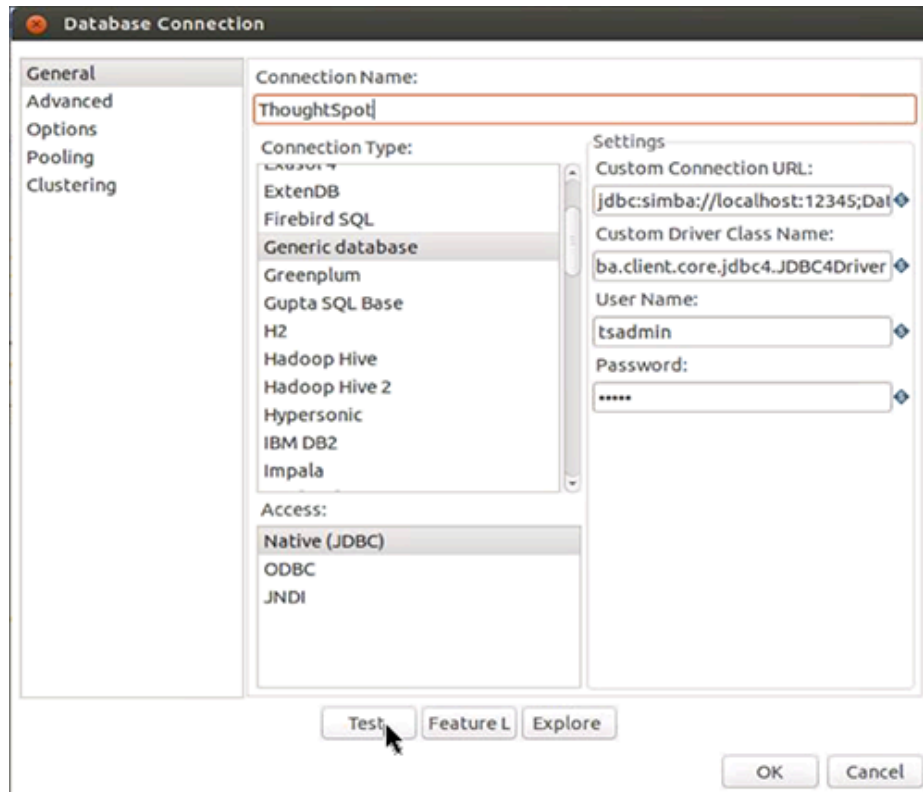 Database Connection
General
Advanced
Options
Pooling
Clustering
Connection Name:
ThoughtSpot
Connection Type:
ExtenDB
Firebird SQL
Generic database
Greenplum
Gupta SQL Base
H2
Hadoop Hive
Hadoop Hive 2
Hypersonic
IBM DB2
Impala
Access:
Native (JDBC)
ODBC
JNDI
Settings
Custom Connection URL:
jdbc:simba://localhost:12345;Dat
Custom Driver Class Name:
ba.client.core.jdbc4.JDBC4Driver
User Name:
tsadmin
Password:
•••••
Test
Feature L
Explore
OK
Cancel